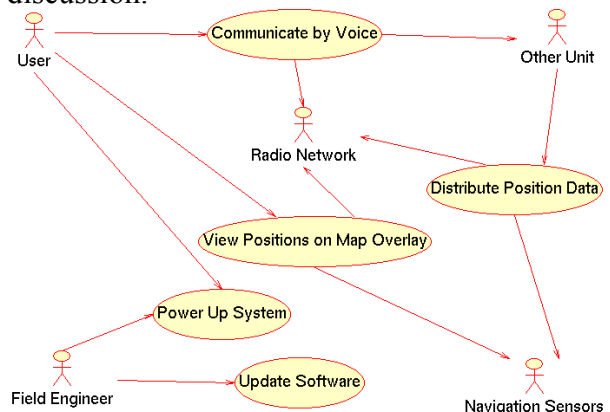 discussion.
Communicate by Voice
User
Other Unit
Radio Network
Distribute Position Data
View Positions on Map Overlay
Power Up System
Update Software
Field Engineer
Navigation Sensors